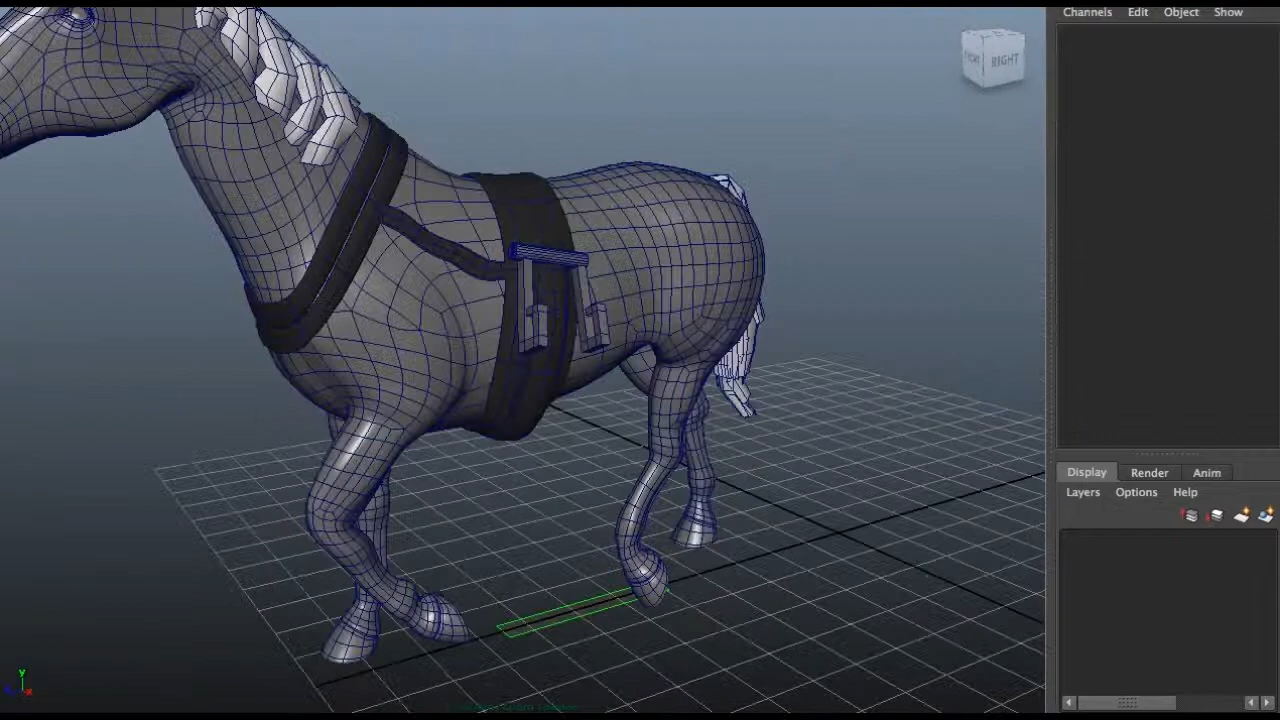 Channels Edit Object Show
RIGHT
Display Render Anim
Layers Options Help
y
x